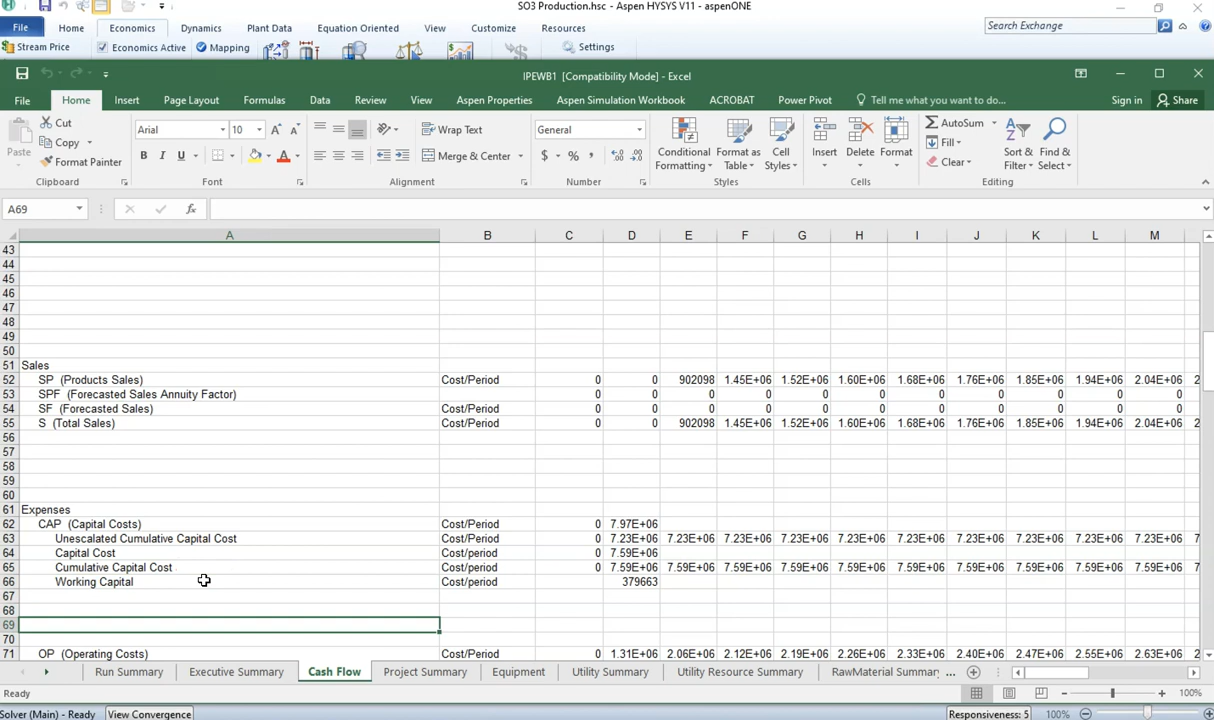 SO3 Production.hsc - Aspen HYSYS V11 - aspenONE
File Home Economics Dynamics Plant Data Equation Oriented View Customize Resources Search Exchange
Stream Price Economics Active Mapping Settings
IPEWB1 [Compatibility Mode] - Excel
File Home Insert Page Layout Formulas Data Review View Aspen Properties Aspen Simulation Workbook ACROBAT Power Pivot Tell me what you want to do... Sign in Share
Paste Cut Copy Format Painter Arial 10 Wrap Text Merge & Center General Conditional Formatting Format as Table Cell Styles Insert Delete Format AutoSum Fill Clear Sort & Filter Find & Select
Clipboard Font Alignment Number Styles Cells Editing
A69
A B C D E F G H I J K L M
43
44
45
46
47
48
49
50
51 Sales
52 SP (Products Sales) Cost/Period 0 0 902098 1.45E+06 1.52E+06 1.60E+06 1.68E+06 1.76E+06 1.85E+06 1.94E+06 2.04E+06 2
53 SPF (Forecasted Sales Annuity Factor) 0 0 0 0 0 0 0 0 0 0 0
54 SF (Forecasted Sales) Cost/Period 0 0 0 0 0 0 0 0 0 0 0
55 S (Total Sales) Cost/Period 0 0 902098 1.45E+06 1.52E+06 1.60E+06 1.68E+06 1.76E+06 1.85E+06 1.94E+06 2.04E+06 2
56
57
58
59
60
61 Expenses
62 CAP (Capital Costs) Cost/Period 0 7.97E+06
63 Unescalated Cumulative Capital Cost Cost/Period 0 7.23E+06 7.23E+06 7.23E+06 7.23E+06 7.23E+06 7.23E+06 7.23E+06 7.23E+06 7.23E+06 7.23E+06 7
64 Capital Cost Cost/period 0 7.59E+06
65 Cumulative Capital Cost Cost/period 0 7.59E+06 7.59E+06 7.59E+06 7.59E+06 7.59E+06 7.59E+06 7.59E+06 7.59E+06 7.59E+06 7.59E+06 7
66 Working Capital Cost/period 379663
67
68
69
70
71 OP (Operating Costs) Cost/Period 0 1.31E+06 2.06E+06 2.12E+06 2.19E+06 2.26E+06 2.33E+06 2.40E+06 2.47E+06 2.55E+06 2.63E+06 2
Run Summary Executive Summary Cash Flow Project Summary Equipment Utility Summary Utility Resource Summary RawMaterial Summary ...
Ready 100%
Solver (Main) - Ready View Convergence Responsiveness: 5 100%